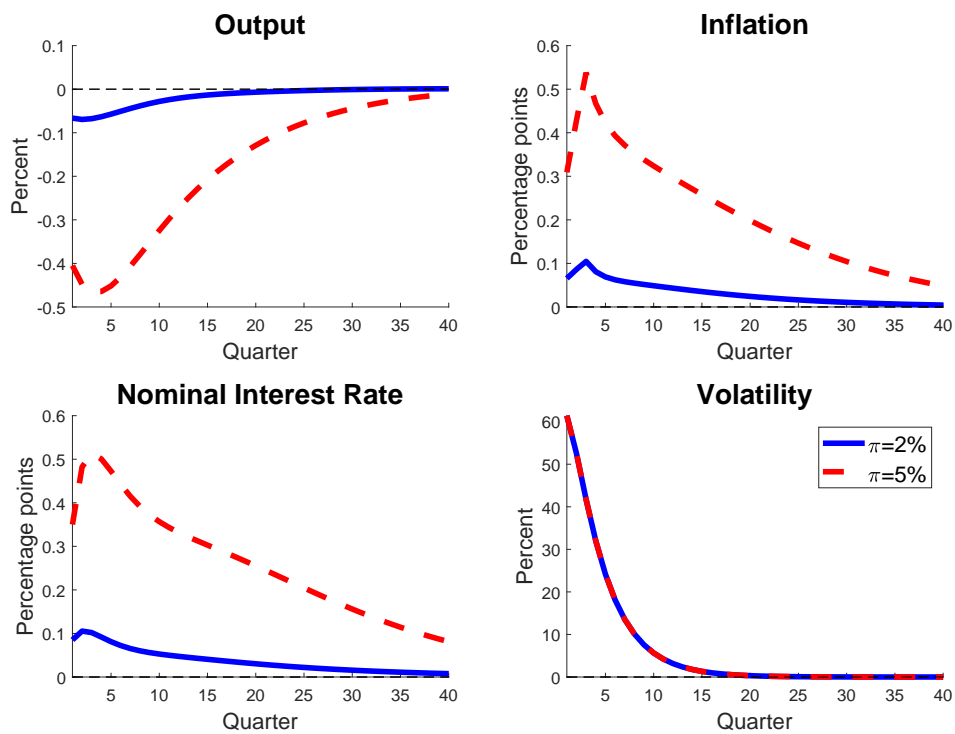 Output
0.1
0
-0.1
-0.2
-0.3
-0.4
-0.5
Percent
5 10 15 20 25 30 35 40
Quarter
Inflation
0.6
0.5
0.4
0.3
0.2
0.1
0
Percentage points
5 10 15 20 25 30 35 40
Quarter
Nominal Interest Rate
0.6
0.5
0.4
0.3
0.2
0.1
0
Percentage points
5 10 15 20 25 30 35 40
Quarter
Volatility
60
50
40
30
20
10
0
Percent
π=2%
π=5%
5 10 15 20 25 30 35 40
Quarter